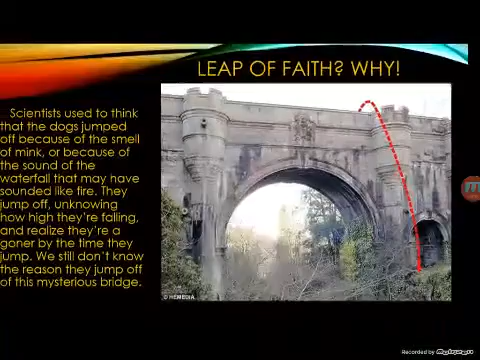 LEAP OF FAITH? WHY!
Scientists used to think
that the dogs jumped
off because of the smell
of mink, or because of
the sound of the
waterfall that may have
sounded like fire. They
jump off, unknowing
how high they're falling,
and realize they're a
goner by the time they
jump. We still don't know
the reason they jump off
of this mysterious bridge.
© HEMEDIA
Recorded by